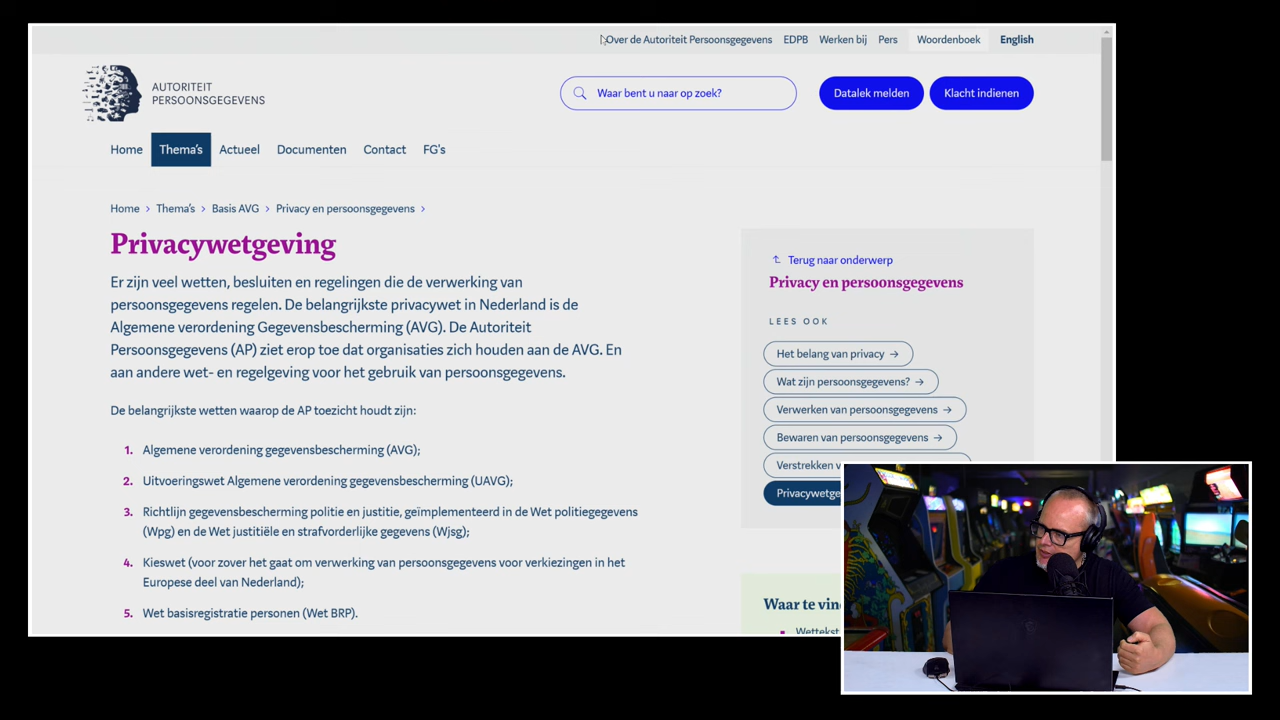 Over de Autoriteit Persoonsgegevens EDPB Werken bij Pers Woordenboek English
AUTORITEIT
PERSOONSGEGEVENS
Waar bent u naar op zoek?
Datalek melden
Klacht indienen
Home Thema's Actueel Documenten Contact FG's
Home > Thema's > Basis AVG > Privacy en persoonsgegevens >
Privacywetgeving
Er zijn veel wetten, besluiten en regelingen die de verwerking van
persoonsgegevens regelen. De belangrijkste privacywet in Nederland is de
Algemene verordening Gegevensbescherming (AVG). De Autoriteit
Persoonsgegevens (AP) ziet erop toe dat organisaties zich houden aan de AVG. En
aan andere wet- en regelgeving voor het gebruik van persoonsgegevens.
De belangrijkste wetten waarop de AP toezicht houdt zijn:
1. Algemene verordening gegevensbescherming (AVG);
2. Uitvoeringswet Algemene verordening gegevensbescherming (UAVG);
3. Richtlijn gegevensbescherming politie en justitie, geïmplementeerd in de Wet politiegegevens
(Wpg) en de Wet justitiële en strafvorderlijke gegevens (Wjsg);
4. Kieswet (voor zover het gaat om verwerking van persoonsgegevens voor verkiezingen in het
Europese deel van Nederland);
5. Wet basisregistratie personen (Wet BRP).
Terug naar onderwerp
Privacy en persoonsgegevens
LEES OOK
Het belang van privacy →
Wat zijn persoonsgegevens? →
Verwerken van persoonsgegevens →
Bewaren van persoonsgegevens →
Verstrekken v
Privacywetge
Waar te vin
Wettekst